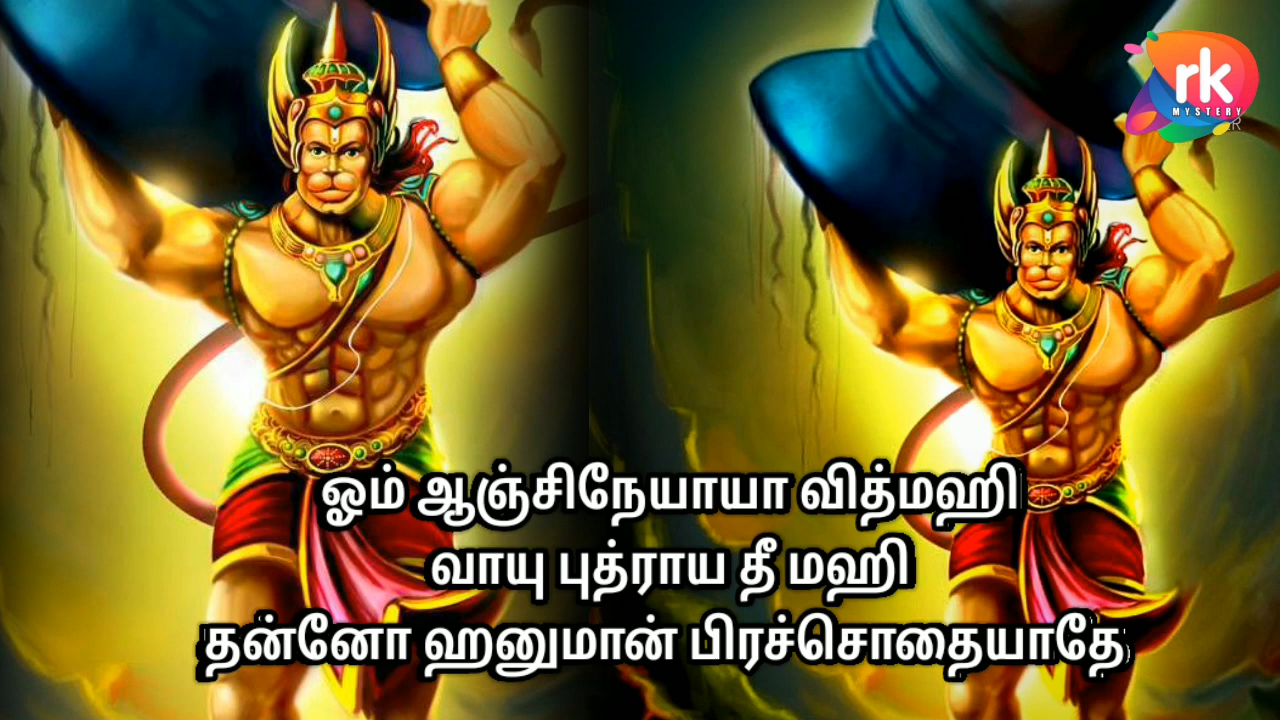 rk
MYSTERY
ஓம் ஆஞ்சிநேயாயா வித்மஹி
வாயு புத்ராய தீ மஹி
தன்னோ ஹனுமான் பிரச்சொதையாதே